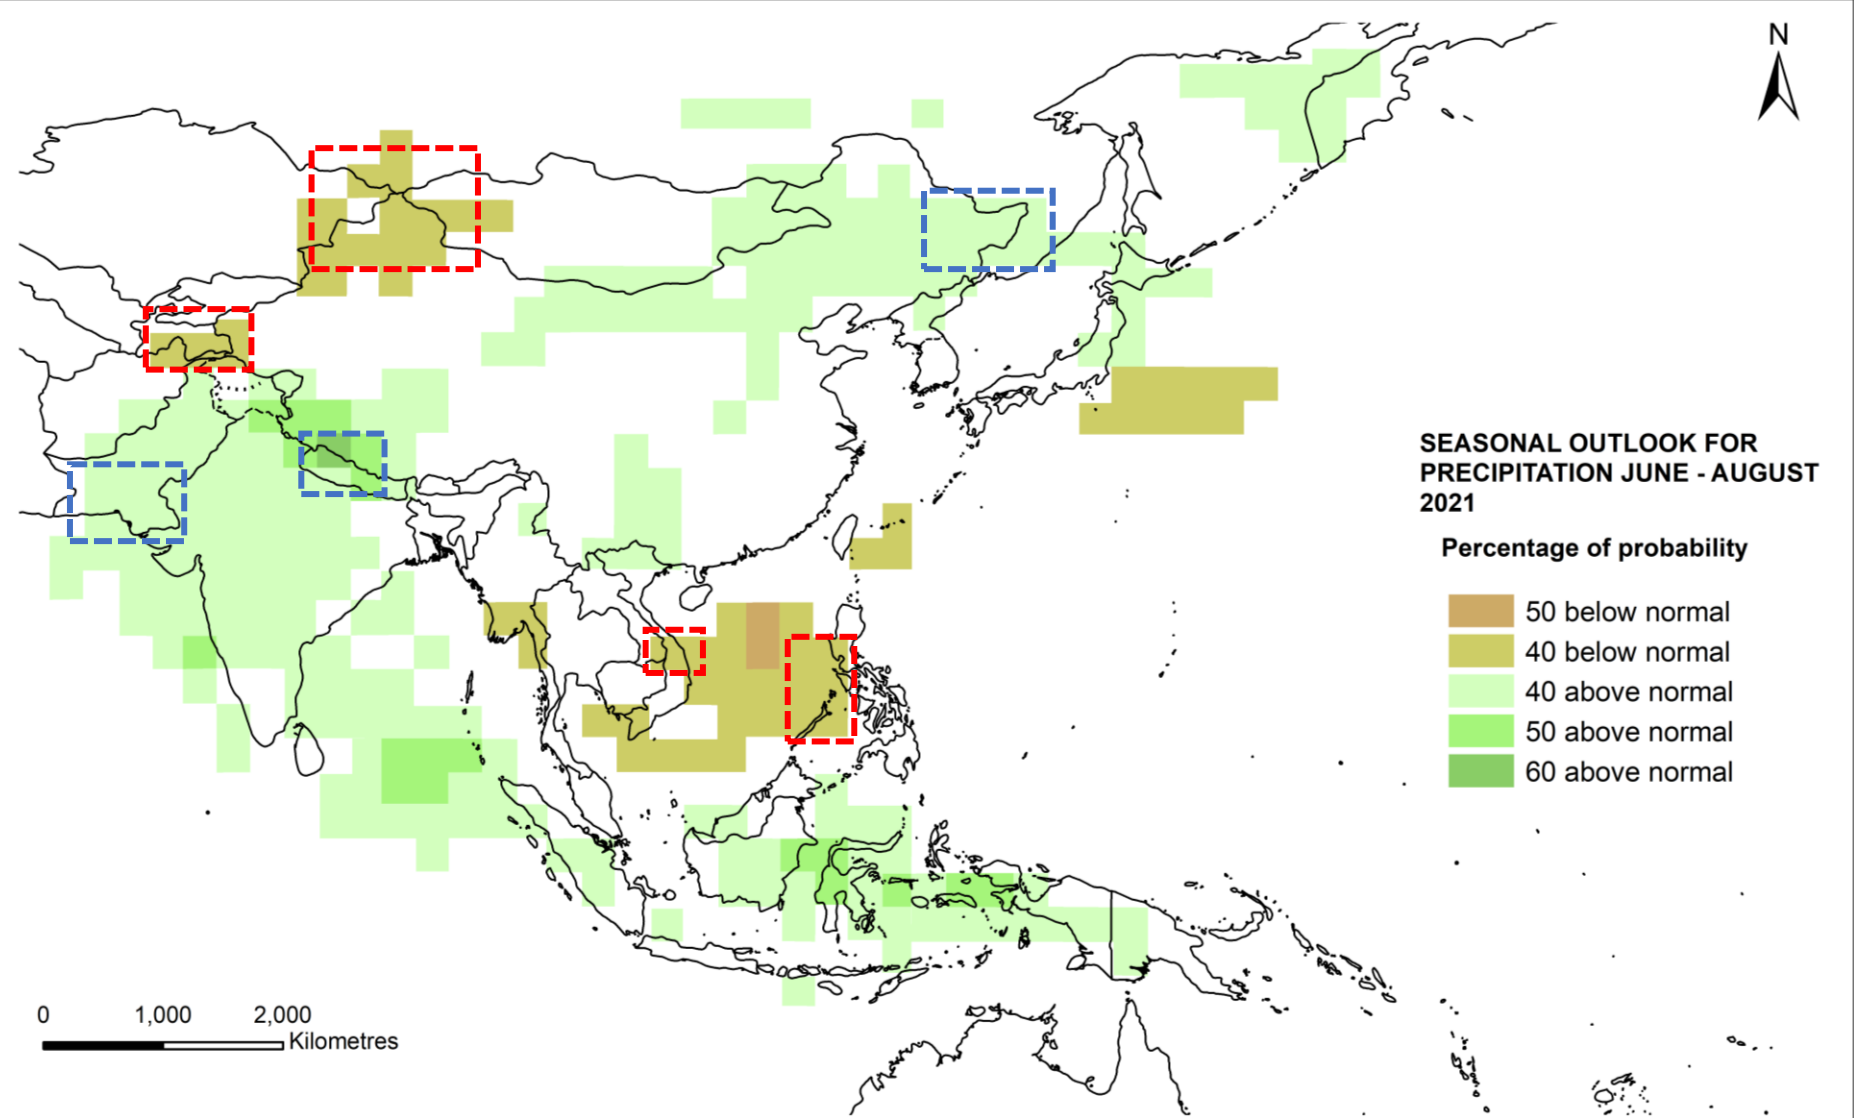 N
SEASONAL OUTLOOK FOR
PRECIPITATION JUNE - AUGUST
2021
Percentage of probability
50 below normal
40 below normal
40 above normal
50 above normal
60 above normal
0 1,000 2,000
Kilometres